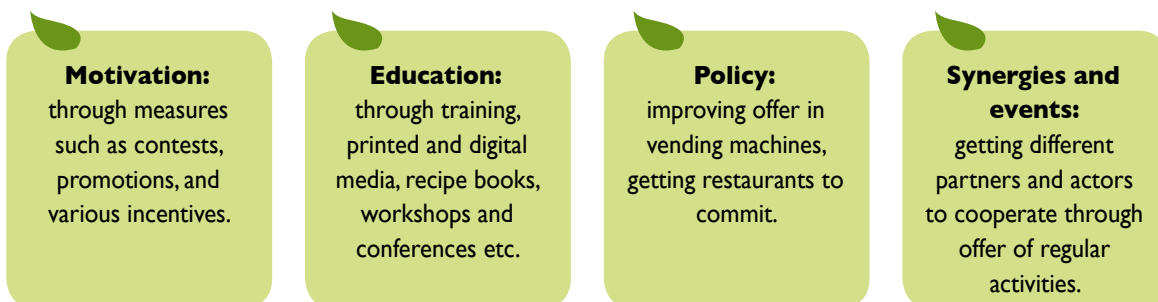 Motivation:
through measures
such as contests,
promotions, and
various incentives.
Education:
through training,
printed and digital
media, recipe books,
workshops and
conferences etc.
Policy:
improving offer in
vending machines,
getting restaurants to
commit.
Synergies and
events:
getting different
partners and actors
to cooperate through
offer of regular
activities.